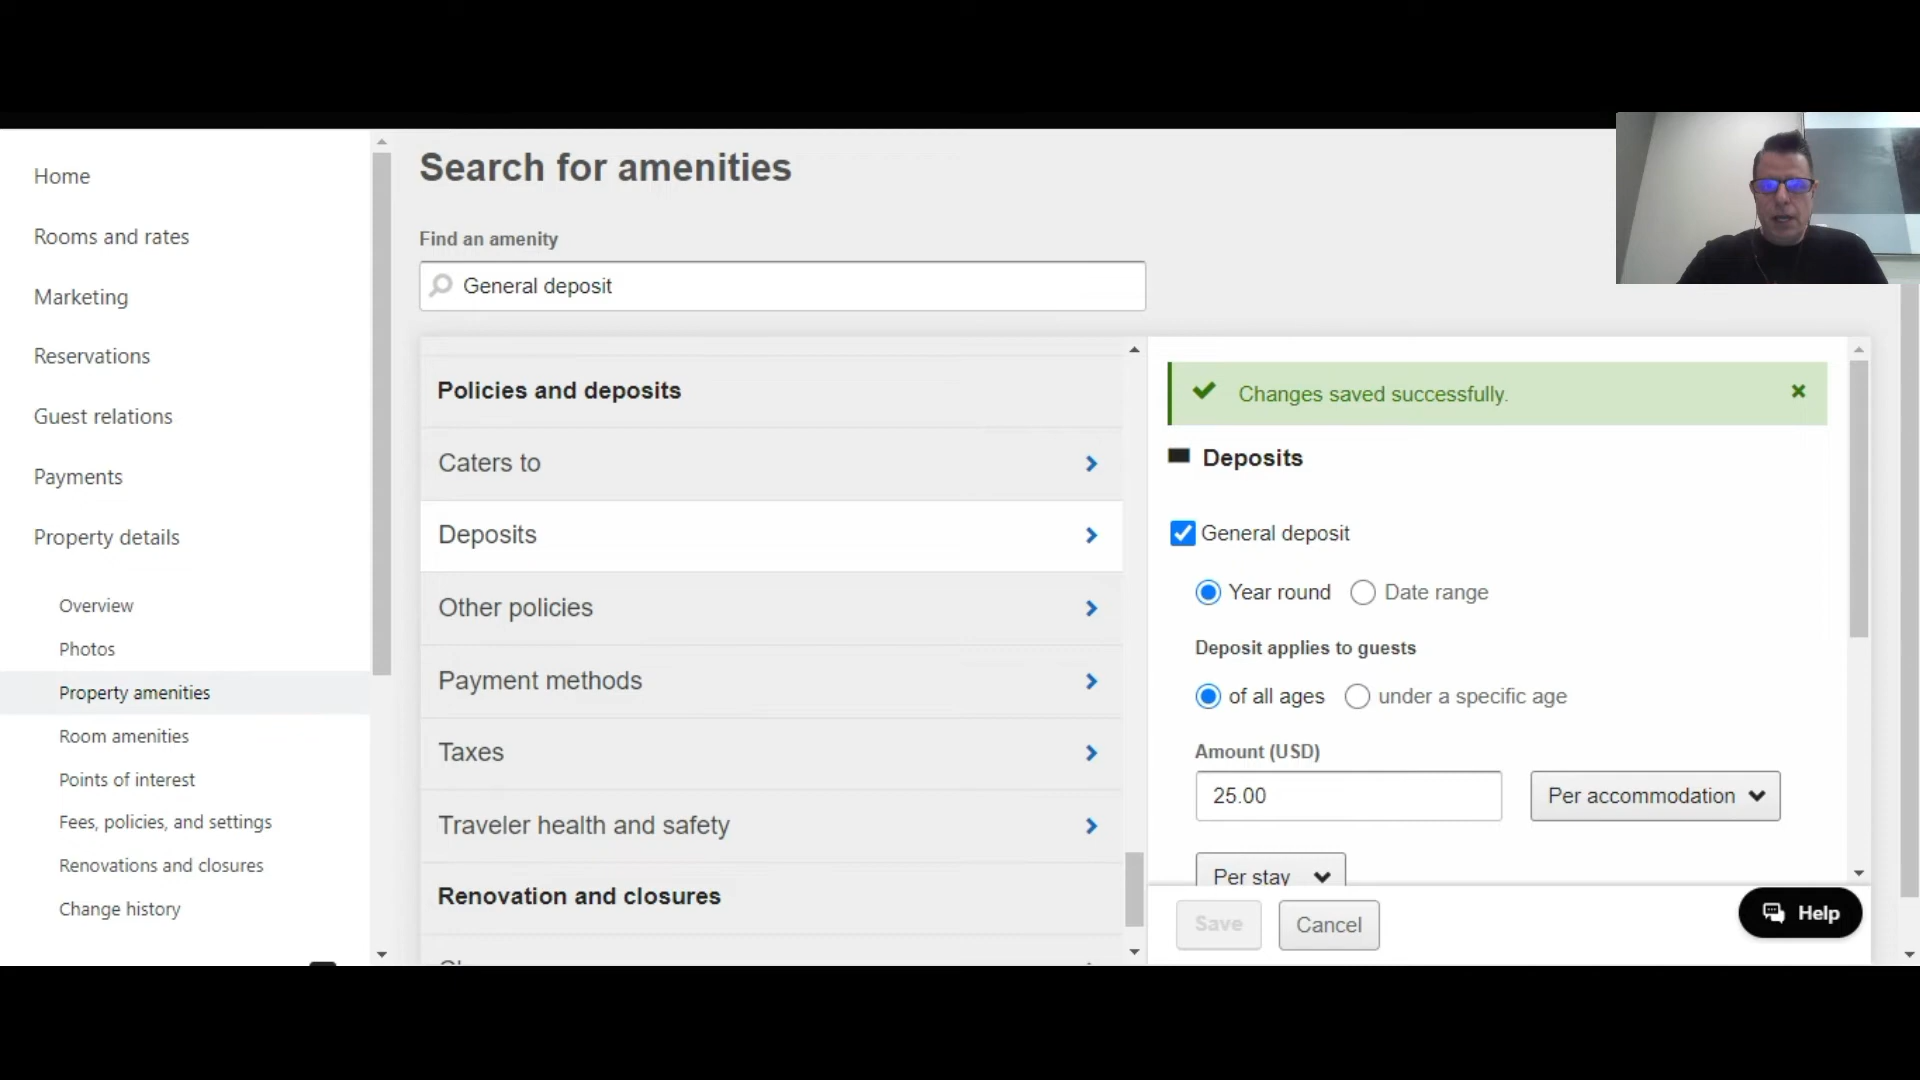 Home
Rooms and rates
Marketing
Reservations
Guest relations
Payments
Property details
Overview
Photos
Property amenities
Room amenities
Points of interest
Fees, policies, and settings
Renovations and closures
Change history
Search for amenities
Find an amenity
General deposit
Policies and deposits
Caters to
Deposits
Other policies
Payment methods
Taxes
Traveler health and safety
Renovation and closures
Changes saved successfully.
Deposits
General deposit
Year round Date range
Deposit applies to guests
of all ages under a specific age
Amount (USD)
25.00 Per accommodation
Per stay
Save Cancel
Help